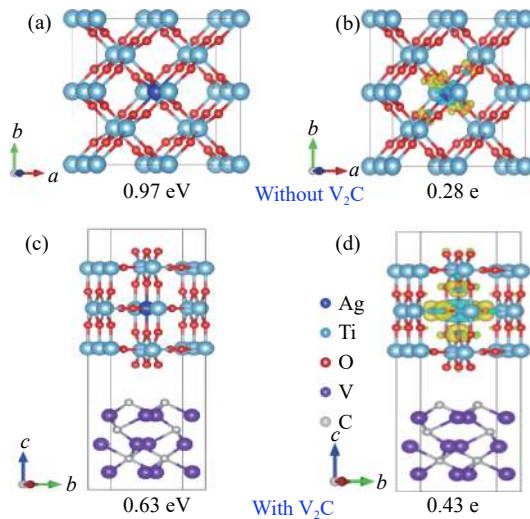 (a) (b)
b a b a
0.97 eV Without V₂C 0.28 e
(c) (d)
Ag
Ti
O
V
C
c b c b
0.63 eV With V₂C 0.43 e